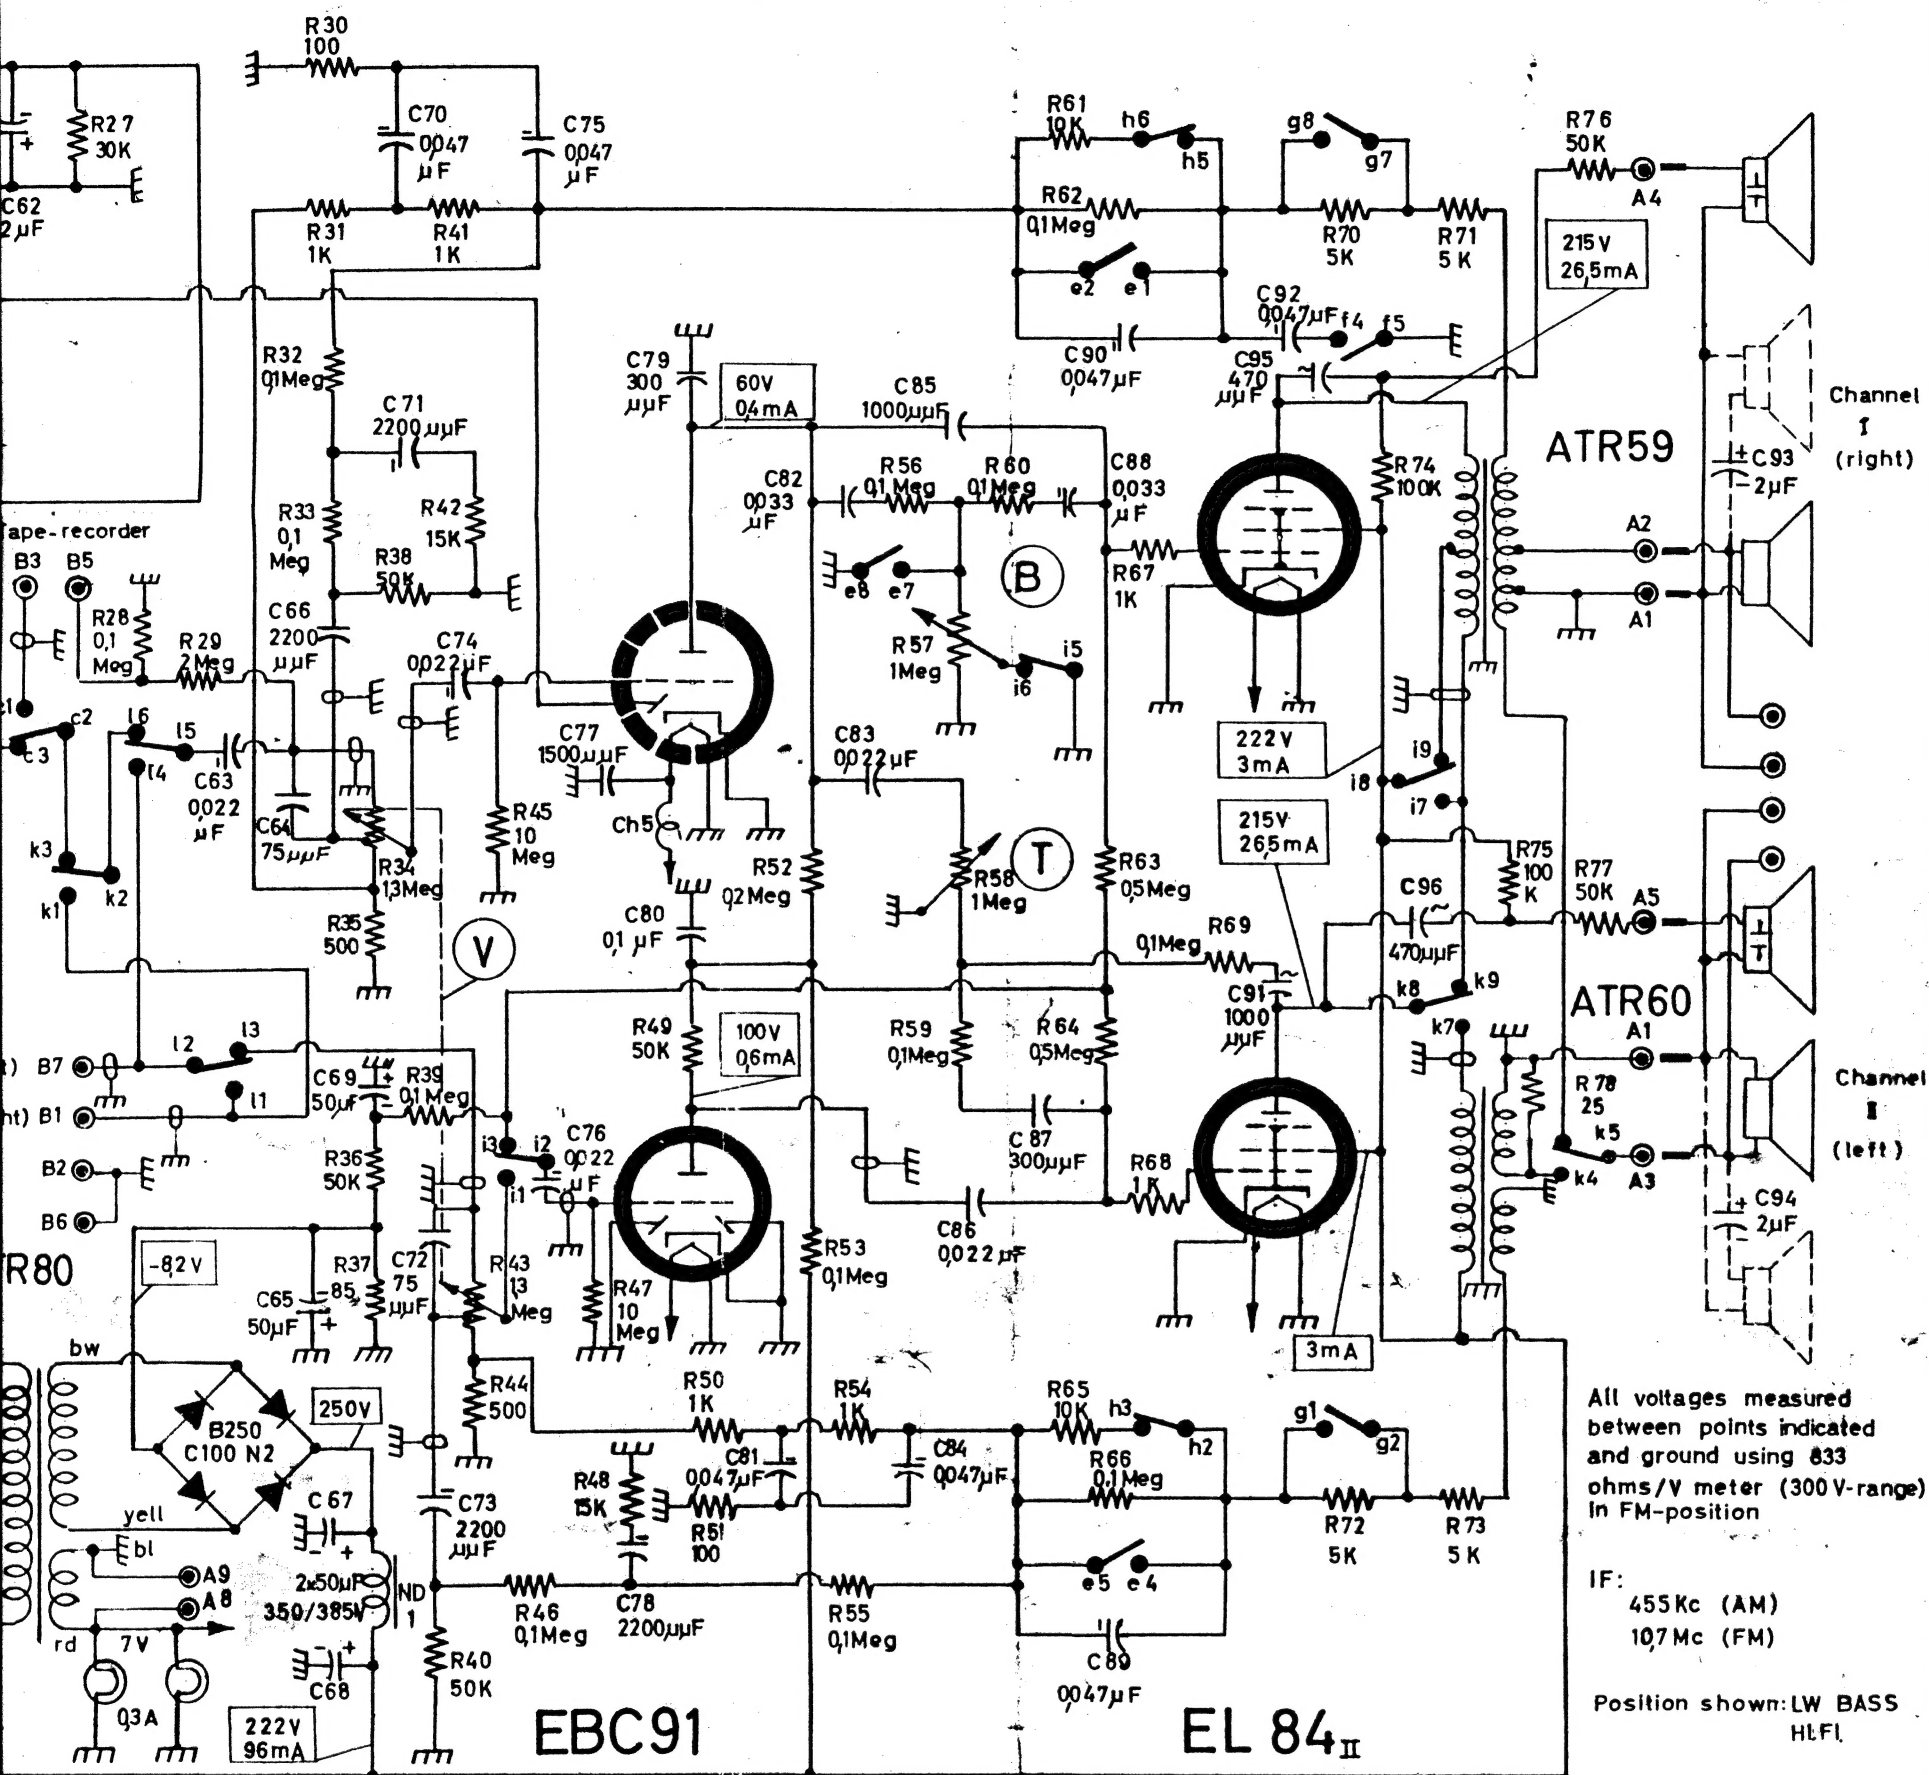 R30
100
R27
30K
C62
2µF
C70
0,047
µF
C75
0,047
µF
R31
1K
R41
1K
R61
10K
h6
h5
g8
g7
R62
0,1Meg
R70
5K
R71
5K
e2
e1
R76
50K
A4
215V
26,5mA
C92
0,047µF
f4
f5
C90
0,047µF
C95
470
µµF
R32
0,1Meg
C71
2200µµF
C79
300
µµF
60V
0,4mA
C85
1000µµF
ATR59
Channel
I
(right)
C93
2µF
R33
0,1
Meg
R42
15K
R38
50K
C82
0,033
µF
R56
0,1Meg
R60
0,1Meg
C88
0,033
µF
R74
100K
tape-recorder
B3
B5
R28
0,1
Meg
R29
2Meg
C66
2200
µµF
C74
0,022µF
e8
e7
B
R67
1K
A2
A1
R57
1Meg
i5
i6
c2
c3
l6
l5
l4
C63
0,022
µF
C64
75µµF
C77
1500µµF
Ch5
C83
0,022µF
222V
3mA
i9
i8
i7
k3
k2
k1
R34
1,3Meg
R45
10
Meg
R52
0,2Meg
R58
1Meg
T
R63
0,5Meg
215V
26,5mA
R75
100
K
R77
50K
A5
C96
470µµF
R35
500
V
C80
0,1µF
R69
0,1Meg
k8
k9
k7
C91
1000
µµF
ATR60
A1
B7
l2
l3
l1
B1
C69
50µF
R39
0,1Meg
R49
50K
100V
0,6mA
R59
0,1Meg
R64
0,5Meg
R78
25
k5
k4
A3
Channel
II
(left)
B2
B6
R36
50K
i3
i2
i1
C76
0,022
µF
C87
300µµF
R68
1K
C86
0,022µF
C94
2µF
R80
-8,2V
C65
50µF
R37
85
C72
75
µµF
R43
1,3
Meg
R47
10
Meg
R53
0,1Meg
3mA
bw
B250
C100 N2
250V
yell
R44
500
R50
1K
R54
1K
C81
0,047µF
C84
0,047µF
R48
15K
R51
100
R65
10K
h3
h2
g1
g2
R66
0,1Meg
R72
5K
R73
5K
e5
e4
C67
C73
2200
µµF
bl
A9
A8
rd
7V
0,3A
2x50µF
350/385V
ND
1
C68
R46
0,1Meg
C78
2200µµF
R55
0,1Meg
C89
0,047µF
R40
50K
222V
96mA
EBC91
EL 84 II
All voltages measured
between points indicated
and ground using 833
ohms/V meter (300V-range)
in FM-position
IF:
455Kc (AM)
10,7Mc (FM)
Position shown: LW BASS
HI.FI.